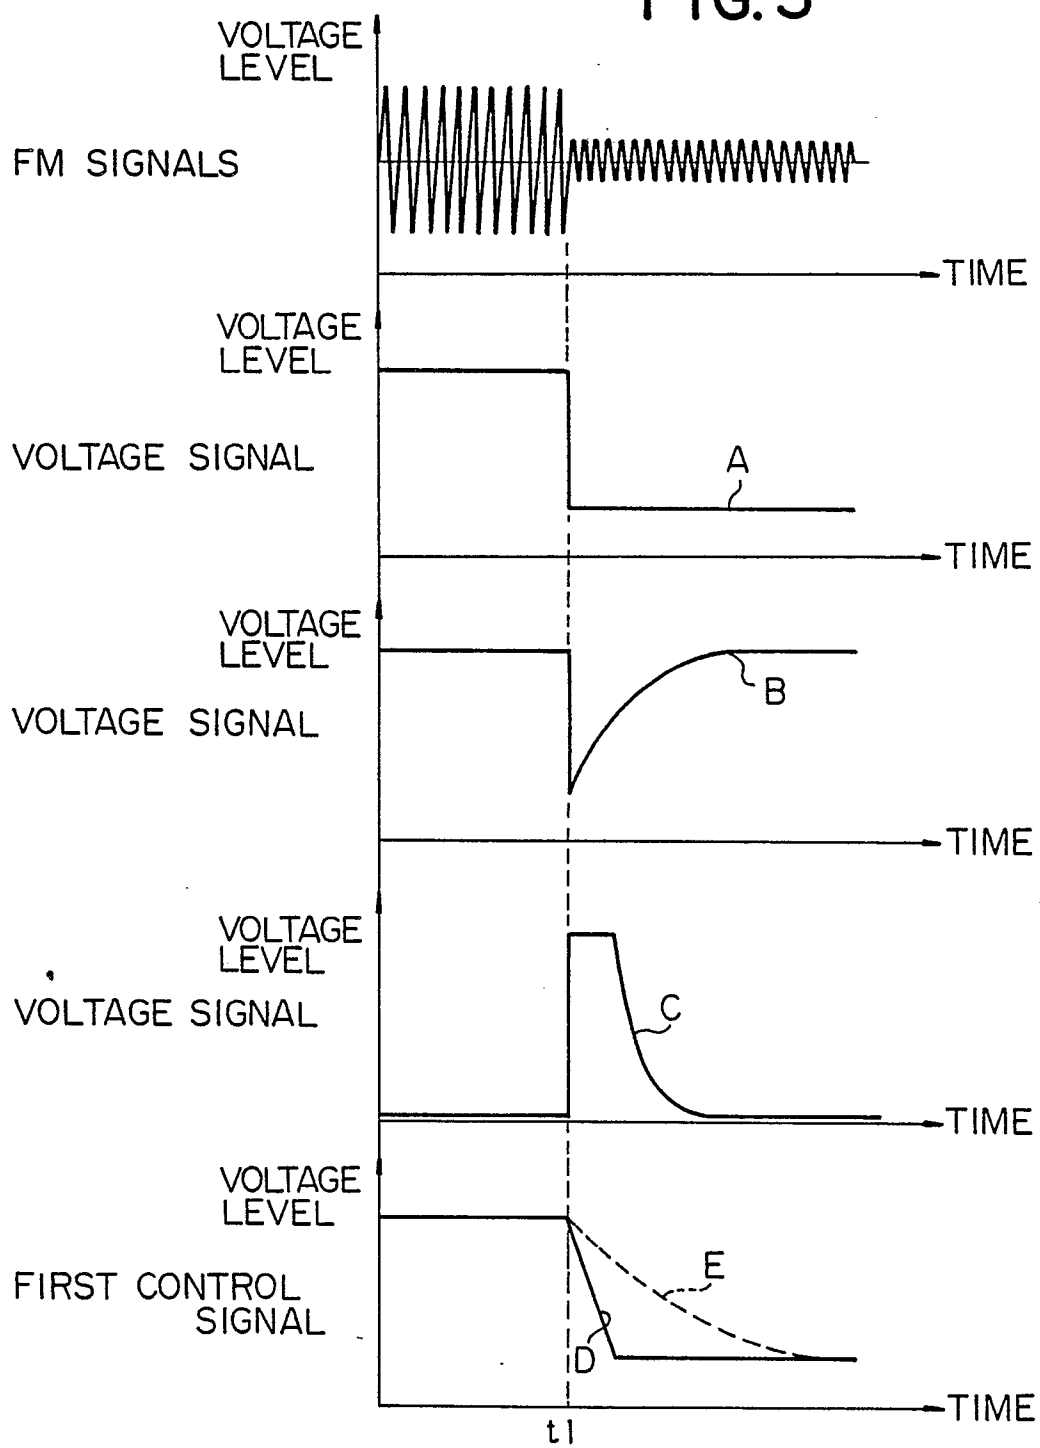 VOLTAGE
LEVEL
FM SIGNALS
TIME
VOLTAGE
LEVEL
VOLTAGE SIGNAL
A
TIME
VOLTAGE
LEVEL
B
VOLTAGE SIGNAL
TIME
VOLTAGE
LEVEL
VOLTAGE SIGNAL
C
TIME
VOLTAGE
LEVEL
FIRST CONTROL
SIGNAL
E
D
TIME
t1